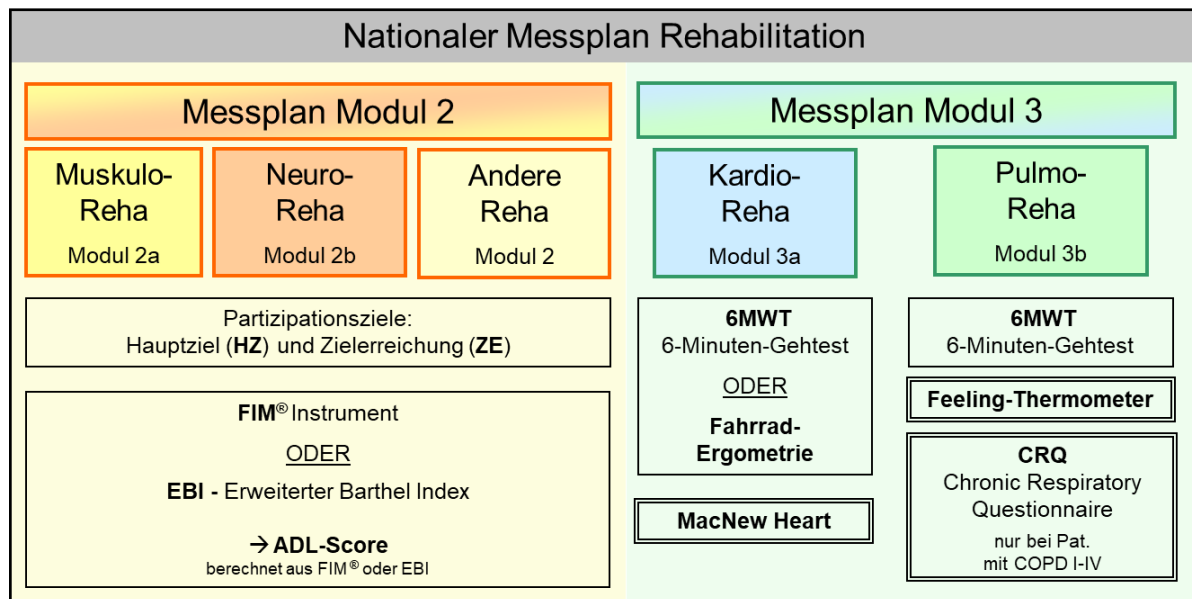 Nationaler Messplan Rehabilitation
Messplan Modul 2
Muskulo-
Reha
Modul 2a
Neuro-
Reha
Modul 2b
Andere
Reha
Modul 2
Partizipationsziele:
Hauptziel (HZ) und Zielerreichung (ZE)
FIM® Instrument
ODER
EBI - Erweiterter Barthel Index
→ ADL-Score
berechnet aus FIM® oder EBI
Messplan Modul 3
Kardio-
Reha
Modul 3a
6MWT
6-Minuten-Gehtest
ODER
Fahrrad-
Ergometrie
MacNew Heart
Pulmo-
Reha
Modul 3b
6MWT
6-Minuten-Gehtest
Feeling-Thermometer
CRQ
Chronic Respiratory
Questionnaire
nur bei Pat.
mit COPD I-IV